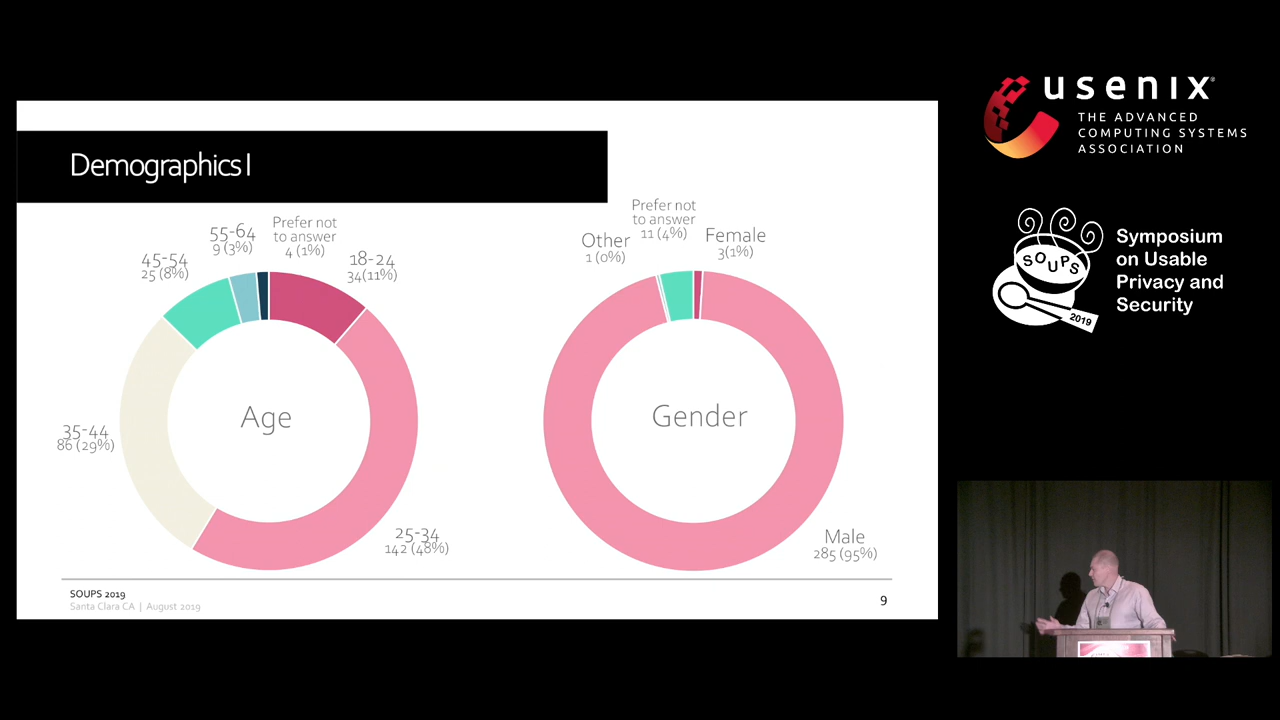 Demographics I
55-64
9 (3%)
Prefer not
to answer
4 (1%)
45-54
25 (8%)
18-24
34(11%)
Age
35-44
86 (29%)
25-34
142 (48%)
Prefer not
to answer
11 (4%)
Other
1 (0%)
Female
3(1%)
Gender
Male
285 (95%)
SOUPS 2019
Santa Clara CA | August 2019
9
usenix
THE ADVANCED
COMPUTING SYSTEMS
ASSOCIATION
SOUPS
2019
Symposium
on Usable
Privacy and
Security